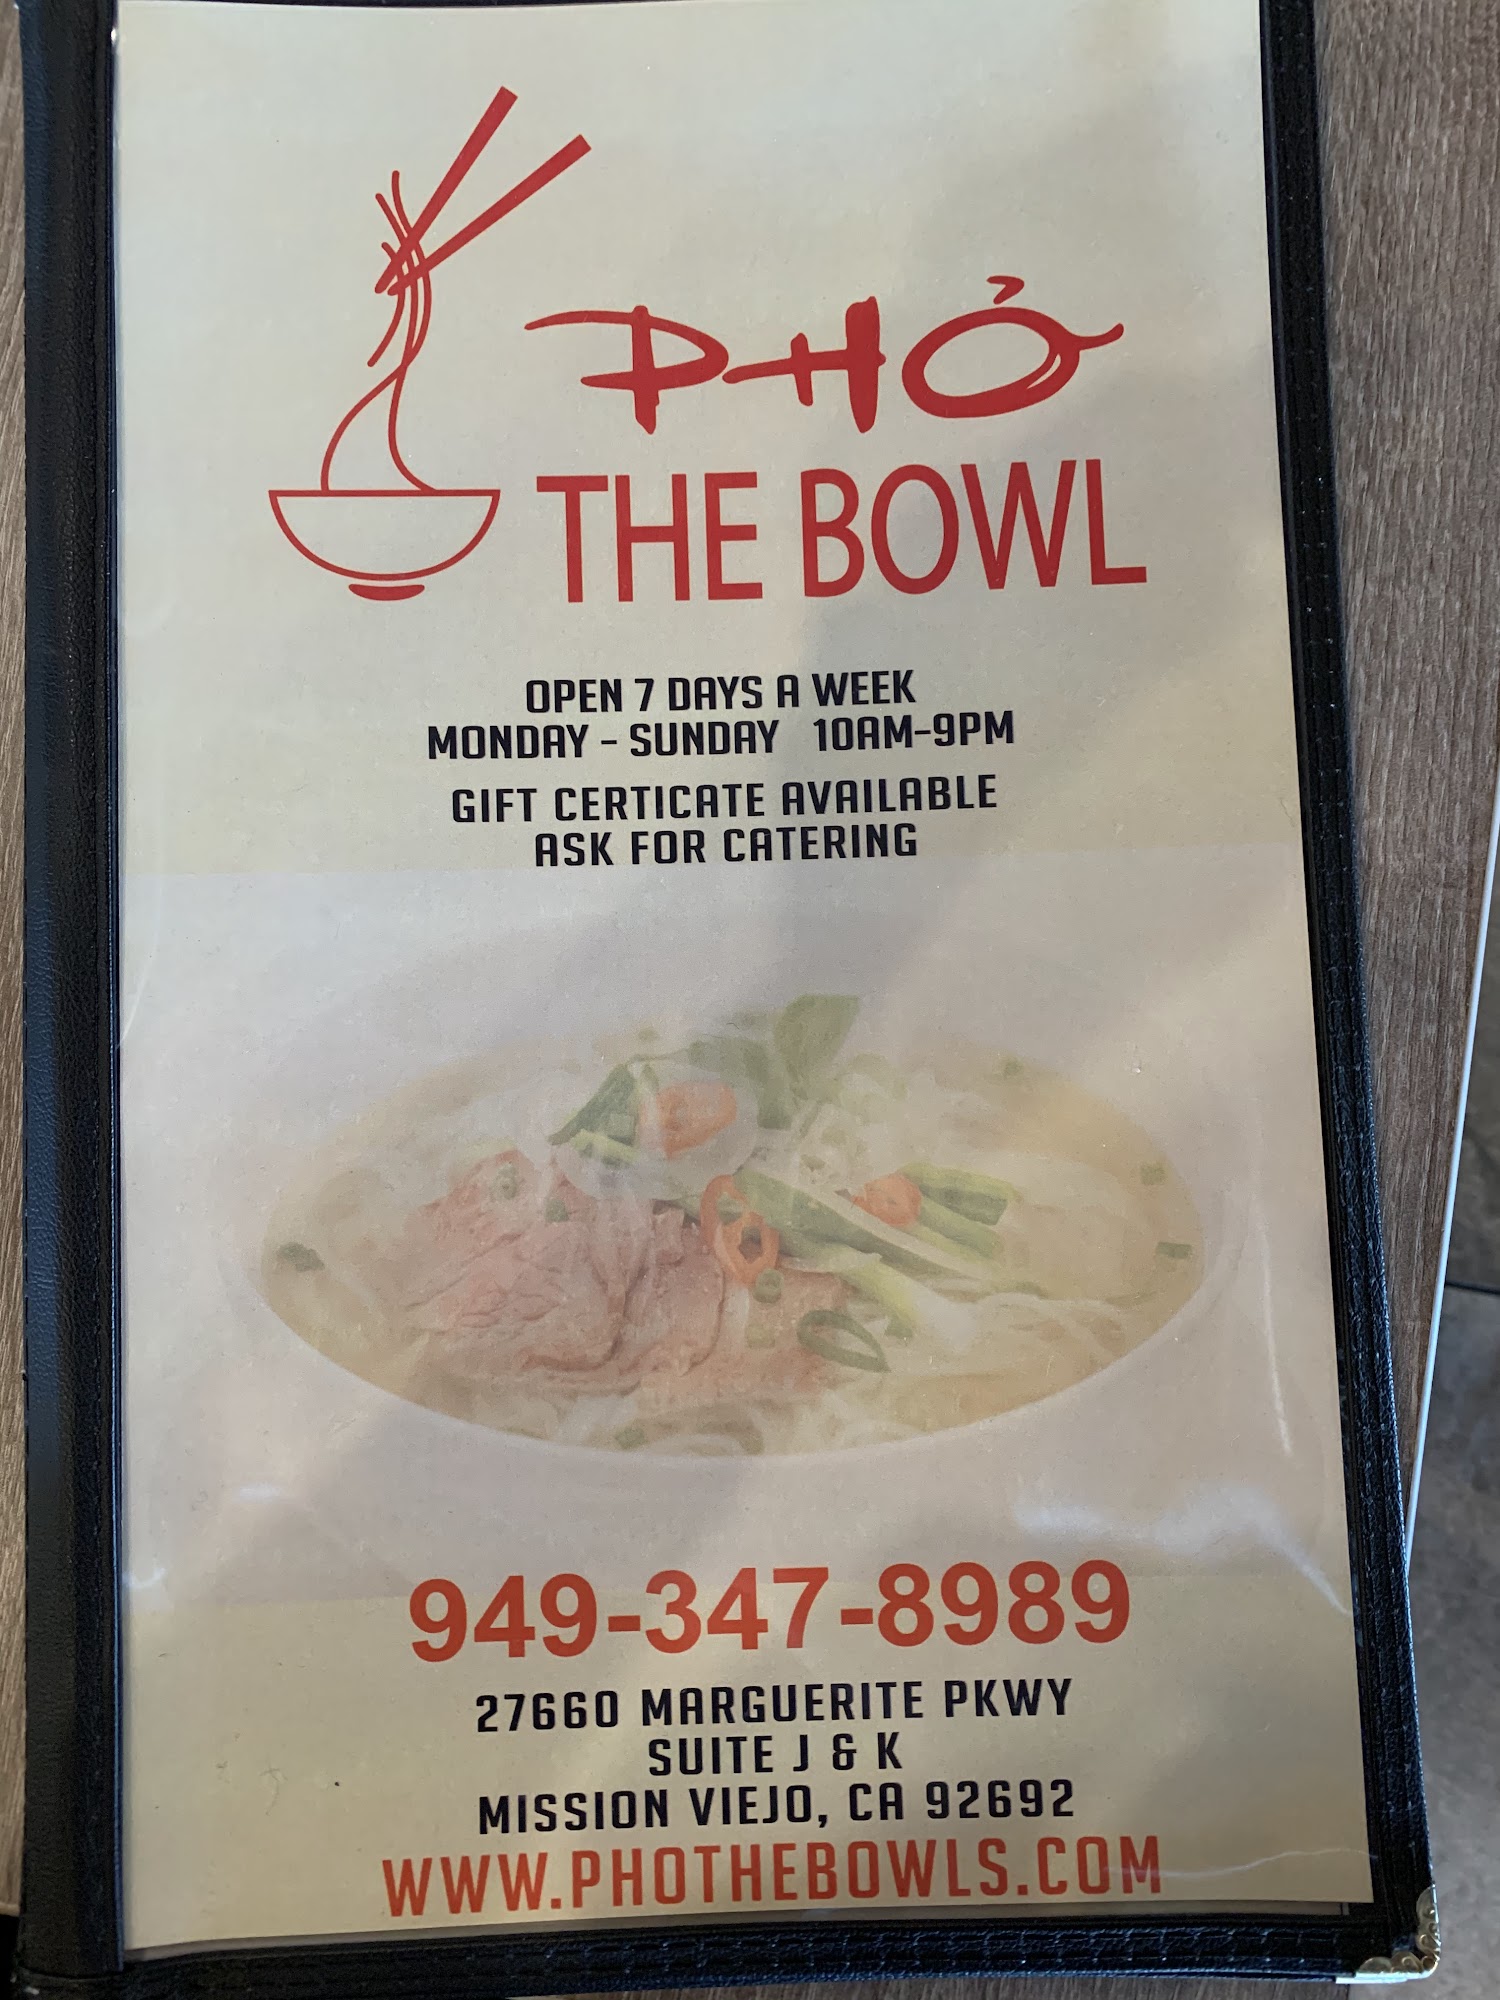 PHỞ
THE BOWL
OPEN 7 DAYS A WEEK
MONDAY - SUNDAY 10AM-9PM
GIFT CERTICATE AVAILABLE
ASK FOR CATERING
949-347-8989
27660 MARGUERITE PKWY
SUITE J & K
MISSION VIEJO, CA 92692
WWW.PHOTHEBOWLS.COM